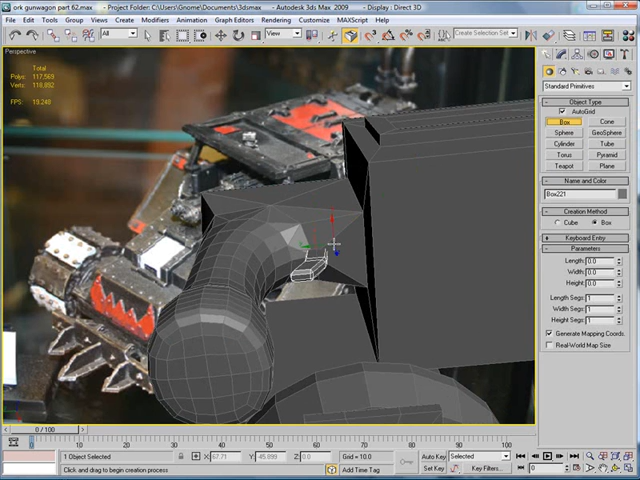 ork gunwagon part 62.max - Project Folder: C:\Users\Gnome\Documents\3dsmax - Autodesk 3ds Max 2009 - Display : Direct 3D
File Edit Tools Group Views Create Modifiers Animation Graph Editors Rendering Customize MAXScript Help
All View Create Selection Set
Perspective
Total
Polys: 117,569
Verts: 118,892
FPS: 19.248
Standard Primitives
Object Type
AutoGrid
Box Cone
Sphere GeoSphere
Cylinder Tube
Torus Pyramid
Teapot Plane
Name and Color
Box221
Creation Method
Cube Box
Keyboard Entry
Parameters
Length: 0.0
Width: 0.0
Height: 0.0
Length Segs: 1
Width Segs: 1
Height Segs: 1
Generate Mapping Coords.
Real-World Map Size
0 / 100
0 10 20 30 40 50 60 70 80 90 100
1 Object Selected X: 67.71 Y: 45.899 Z: 0.0 Grid = 10.0 Auto Key Selected
Click and drag to begin creation process Add Time Tag Set Key Key Filters... 0